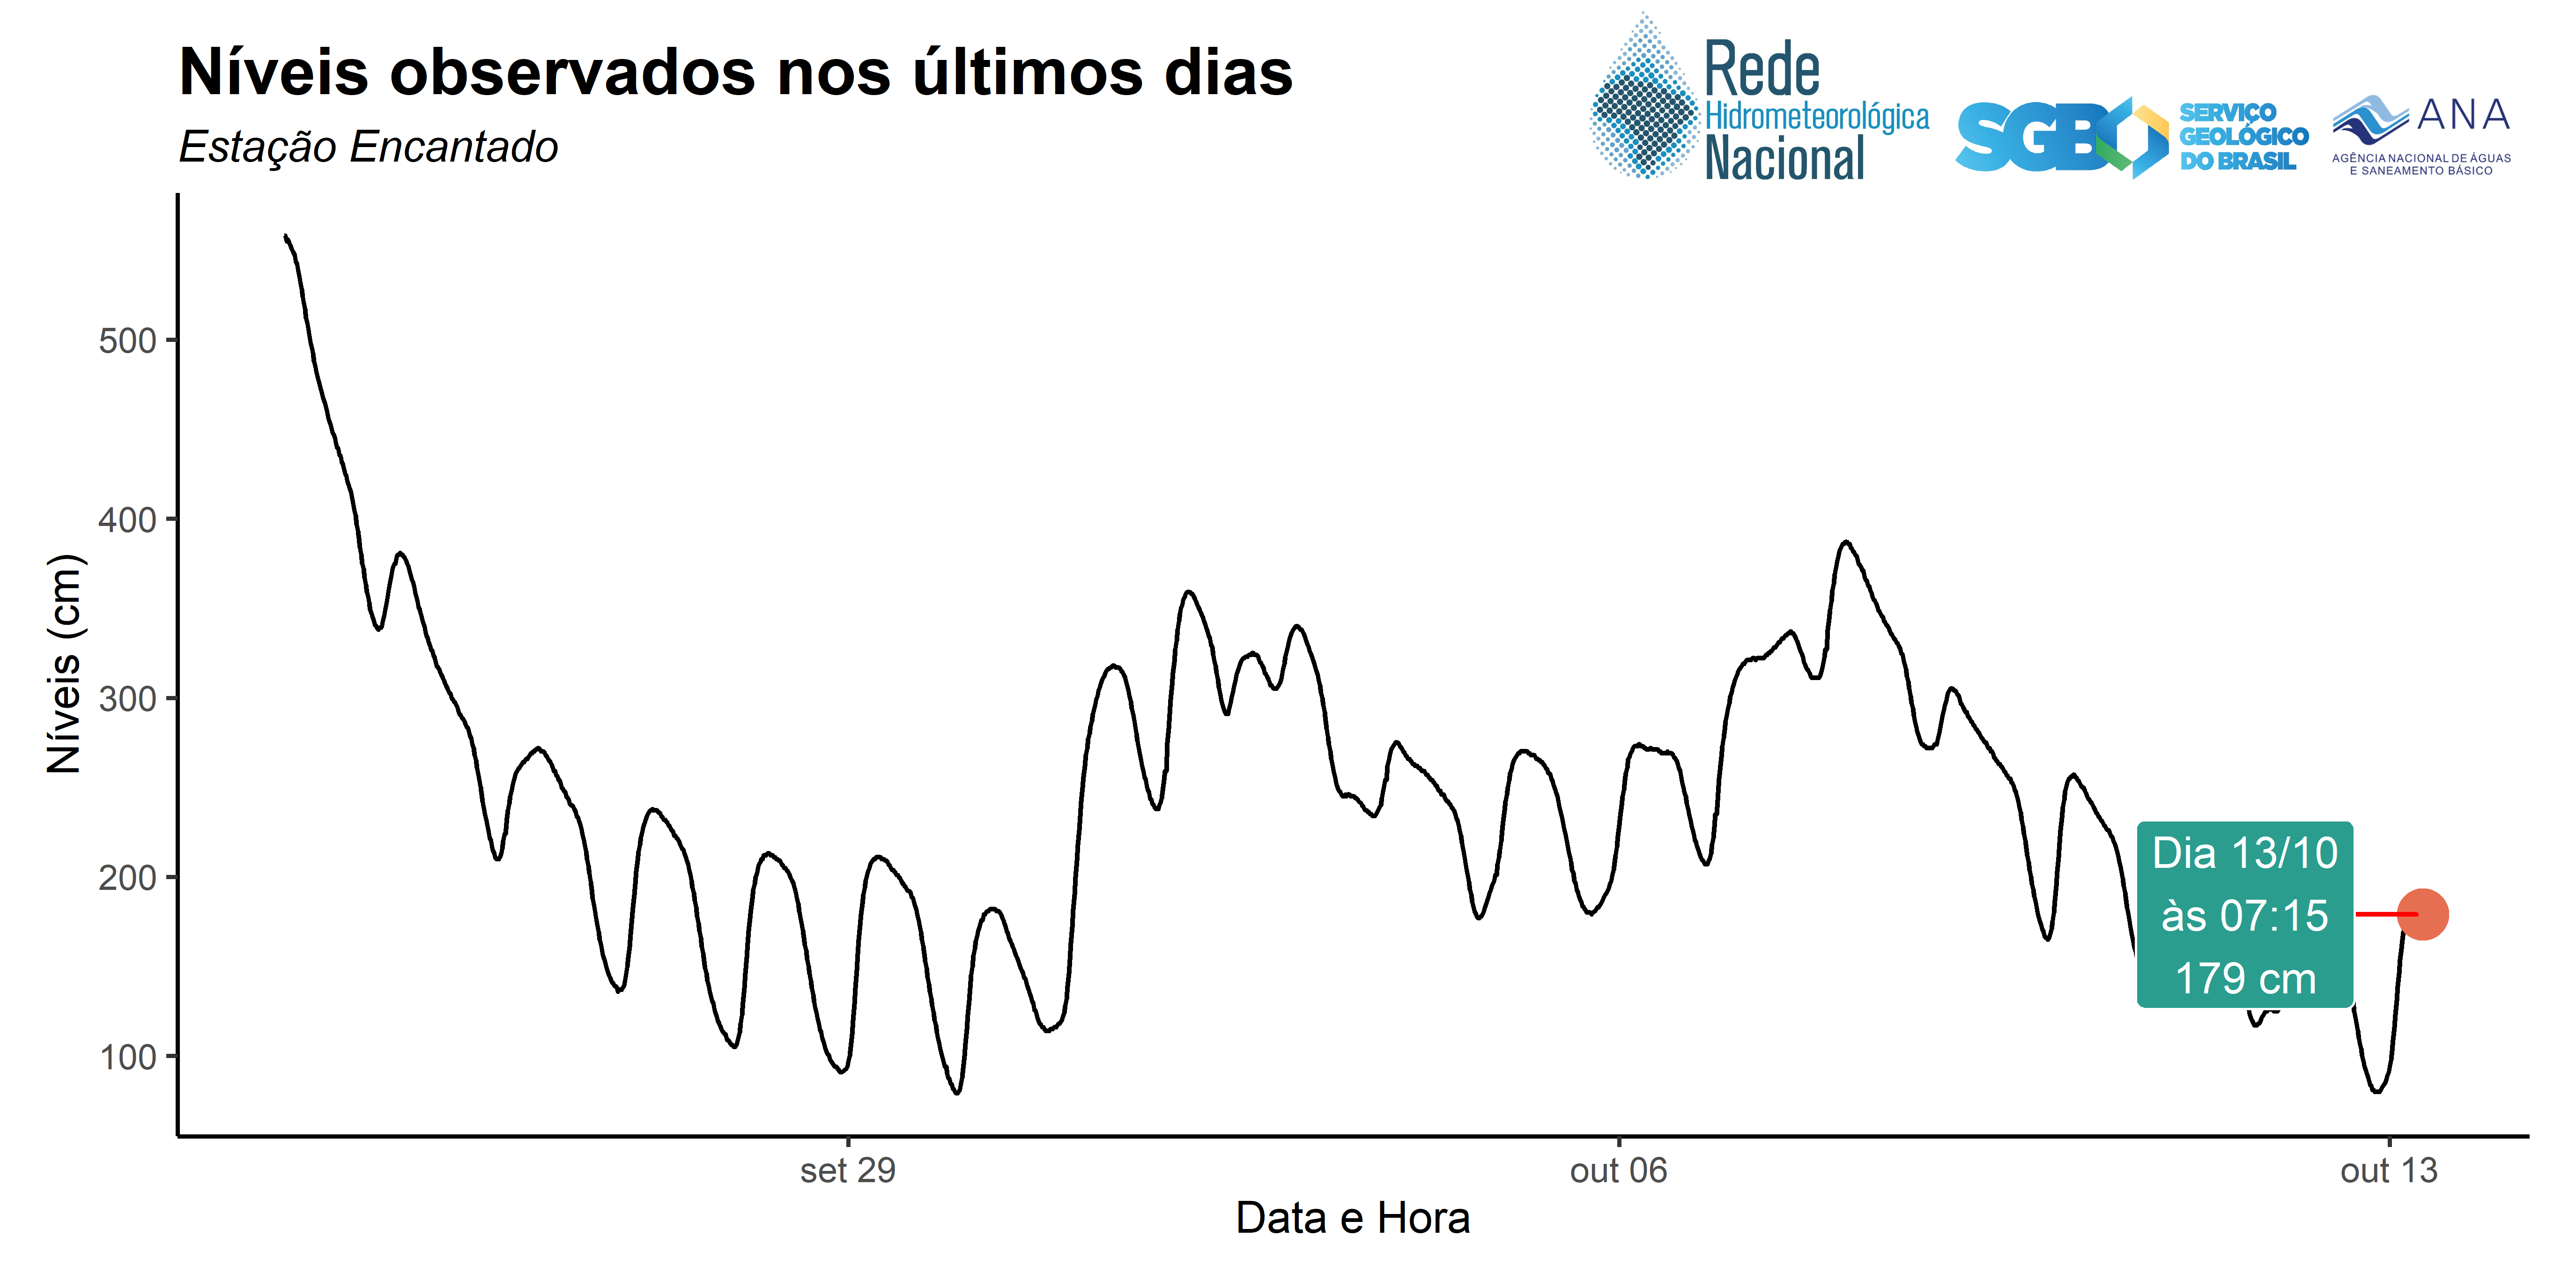 Níveis observados nos últimos dias
Estação Encantado
Rede
Hidrometeorológica
Nacional
SGB
SERVIÇO
GEOLÓGICO
DO BRASIL
ANA
AGÊNCIA NACIONAL DE ÁGUAS
E SANEAMENTO BÁSICO
Níveis (cm)
500
400
300
200
100
Dia 13/10
às 07:15
179 cm
set 29
out 06
out 13
Data e Hora